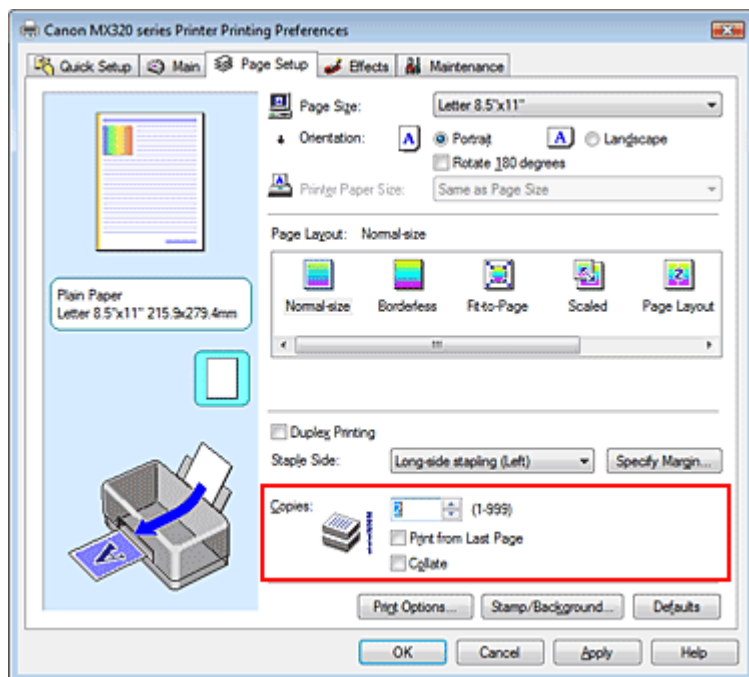 Canon MX320 series Printer Printing Preferences
Quick Setup Main Page Setup Effects Maintenance
Page Size: Letter 8.5"x11"
Orientation: A Portrait A Landscape
Rotate 180 degrees
Printer Paper Size: Same as Page Size
Page Layout: Normal-size
Normal-size Borderless Fit-to-Page Scaled Page Layout
Plain Paper
Letter 8.5"x11" 215.9x279.4mm
Duplex Printing
Staple Side: Long-side stapling (Left) Specify Margin...
Copies: 2 (1-999)
Print from Last Page
Collate
Print Options... Stamp/Background... Defaults
OK Cancel Apply Help